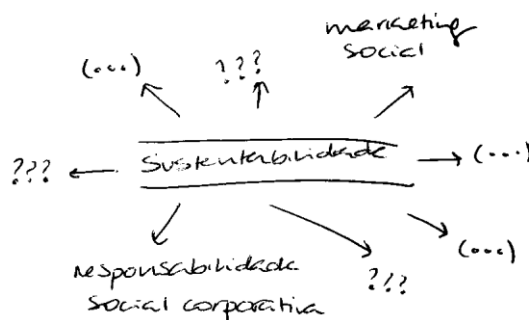 marketing
social
(...)
???
sustentabilidade
(....)
???
(...)
responsabilidade
social corporativa
???